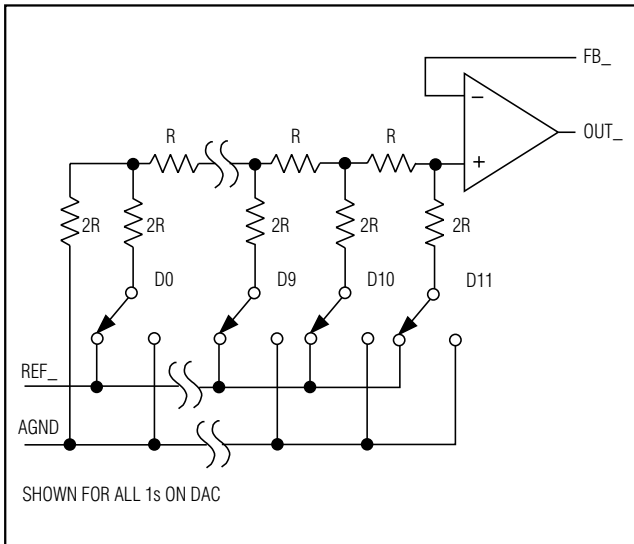 FB_
OUT_
−
+
R R R
2R 2R 2R 2R 2R
D0 D9 D10 D11
REF_
AGND
SHOWN FOR ALL 1s ON DAC